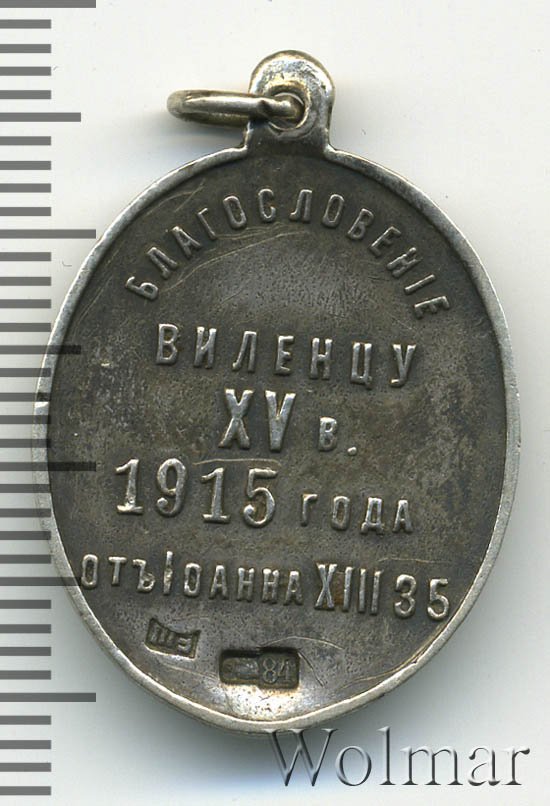 БЛАГОСЛОВЕНІЕ
ВИЛЕНЦУ
XV в.
1915 ГОДА
ОТЪ ІОАННА XIII 35
84
Wolmar